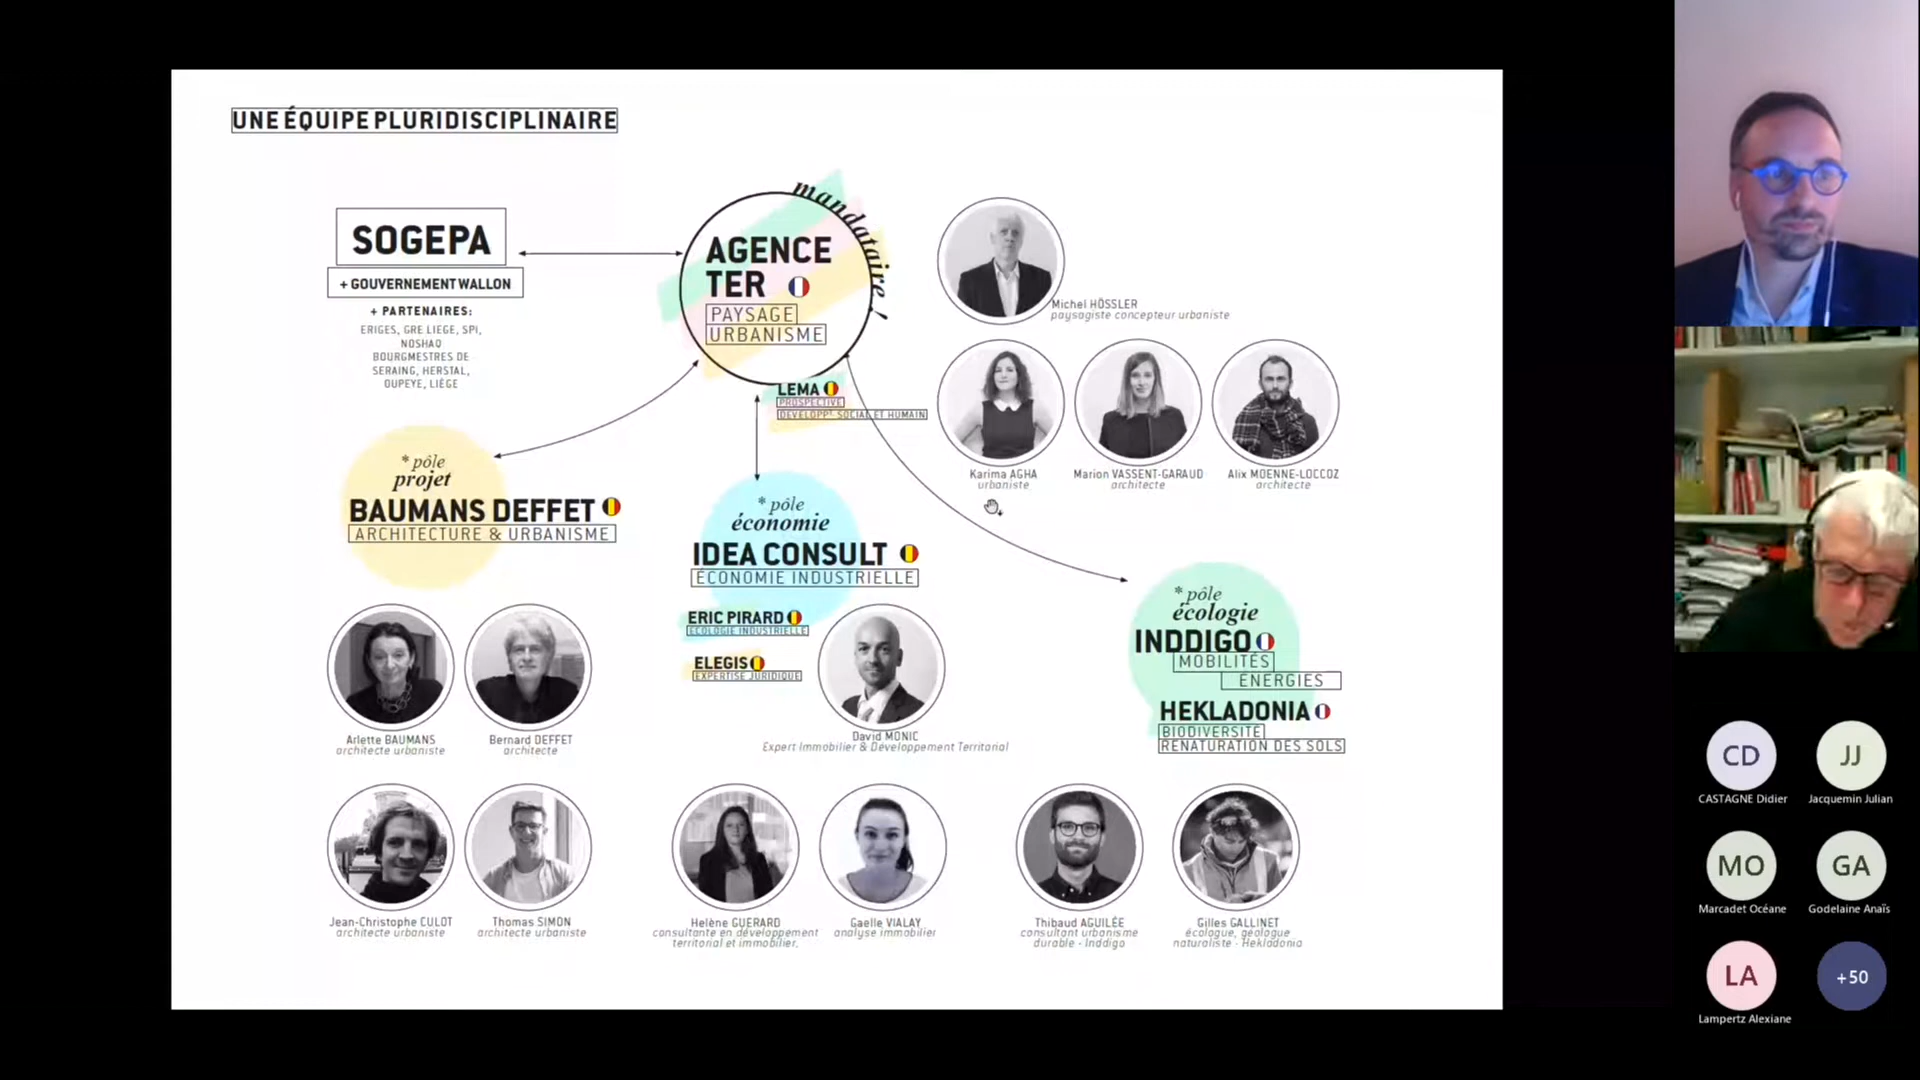 UNE ÉQUIPE PLURIDISCIPLINAIRE
SOGEPA
+ GOUVERNEMENT WALLON
+ PARTENAIRES:
ERIGES, GRE LIEGE, SPI,
NOSHAQ
BOURGMESTRES DE
SERAING, HERSTAL,
OUPEYE, LIÈGE
mandataire
AGENCE
TER
PAYSAGE
URBANISME
LEMA
PROSPECTIVE
DÉVELOPPT SOCIAL ET HUMAIN
Michel HÖSSLER
paysagiste concepteur urbaniste
Karima AGHA
urbaniste
Marion VASSENT-GARAUD
architecte
Alix MOENNE-LOCCOZ
architecte
* pôle
projet
BAUMANS DEFFET
ARCHITECTURE & URBANISME
Arlette BAUMANS
architecte urbaniste
Bernard DEFFET
architecte
Jean-Christophe CULOT
architecte urbaniste
Thomas SIMON
architecte urbaniste
* pôle
économie
IDEA CONSULT
ÉCONOMIE INDUSTRIELLE
ERIC PIRARD
ÉCOLOGIE INDUSTRIELLE
ELEGIS
EXPERTISE JURIDIQUE
David MONIC
Expert Immobilier & Développement Territorial
Helène GUERARD
consultante en développement
territorial et immobilier,
Gaelle VIALAY
analyse immobilier
* pôle
écologie
INDDIGO
MOBILITÉS
ÉNERGIES
HEKLADONIA
BIODIVERSITÉ
RENATURATION DES SOLS
Thibaud AGUILÉE
consultant urbanisme
durable - Inddigo
Gilles GALLINET
écologue, géologue
naturaliste - Hekladonia
CD
CASTAGNE Didier
JJ
Jacquemin Julian
MO
Marcadet Océane
GA
Godelaine Anaïs
LA
Lampertz Alexiane
+50